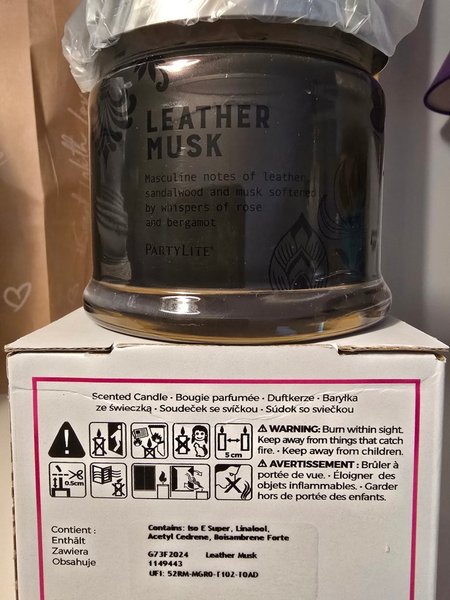 LEATHER
MUSK
Masculine notes of leather,
sandalwood and musk softened
by whispers of rose
and bergamot
PARTYLITE®
Scented Candle • Bougie parfumée • Duftkerze • Baryłka
ze świeczką • Soudeček se svíčkou • Súdok so sviečkou
⚠ WARNING: Burn within sight.
Keep away from things that catch
fire. • Keep away from children.
⚠ AVERTISSEMENT : Brûler à
portée de vue. • Éloigner des
objets inflammables. • Garder
hors de portée des enfants.
5 cm
0.5cm
Contient :
Enthält
Zawiera
Obsahuje
Contains: Iso E Super, Linalool,
Acetyl Cedrene, Boisambrene Forte
G73F2024 Leather Musk
1149443
UFI: 52RM-MGR0-T102-T0AD